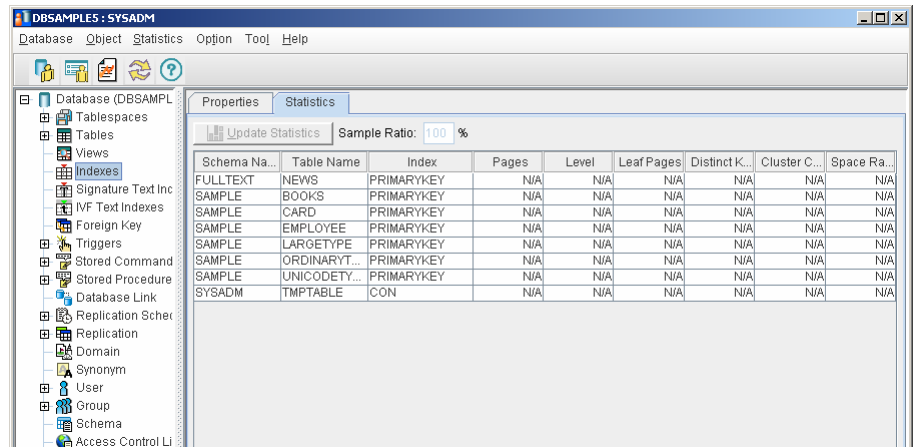 DBSAMPLE5 : SYSADM
Database Object Statistics Option Tool Help
Database (DBSAMPL
Tablespaces
Tables
Views
Indexes
Signature Text Inc
IVF Text Indexes
Foreign Key
Triggers
Stored Command
Stored Procedure
Database Link
Replication Sched
Replication
Domain
Synonym
User
Group
Schema
Access Control Li
Properties Statistics
Update Statistics Sample Ratio: 100 %
Schema Na... Table Name Index Pages Level Leaf Pages Distinct K... Cluster C... Space Ra...
FULLTEXT NEWS PRIMARYKEY N/A N/A N/A N/A N/A N/A
SAMPLE BOOKS PRIMARYKEY N/A N/A N/A N/A N/A N/A
SAMPLE CARD PRIMARYKEY N/A N/A N/A N/A N/A N/A
SAMPLE EMPLOYEE PRIMARYKEY N/A N/A N/A N/A N/A N/A
SAMPLE LARGETYPE PRIMARYKEY N/A N/A N/A N/A N/A N/A
SAMPLE ORDINARYT... PRIMARYKEY N/A N/A N/A N/A N/A N/A
SAMPLE UNICODETY... PRIMARYKEY N/A N/A N/A N/A N/A N/A
SYSADM TMPTABLE CON N/A N/A N/A N/A N/A N/A